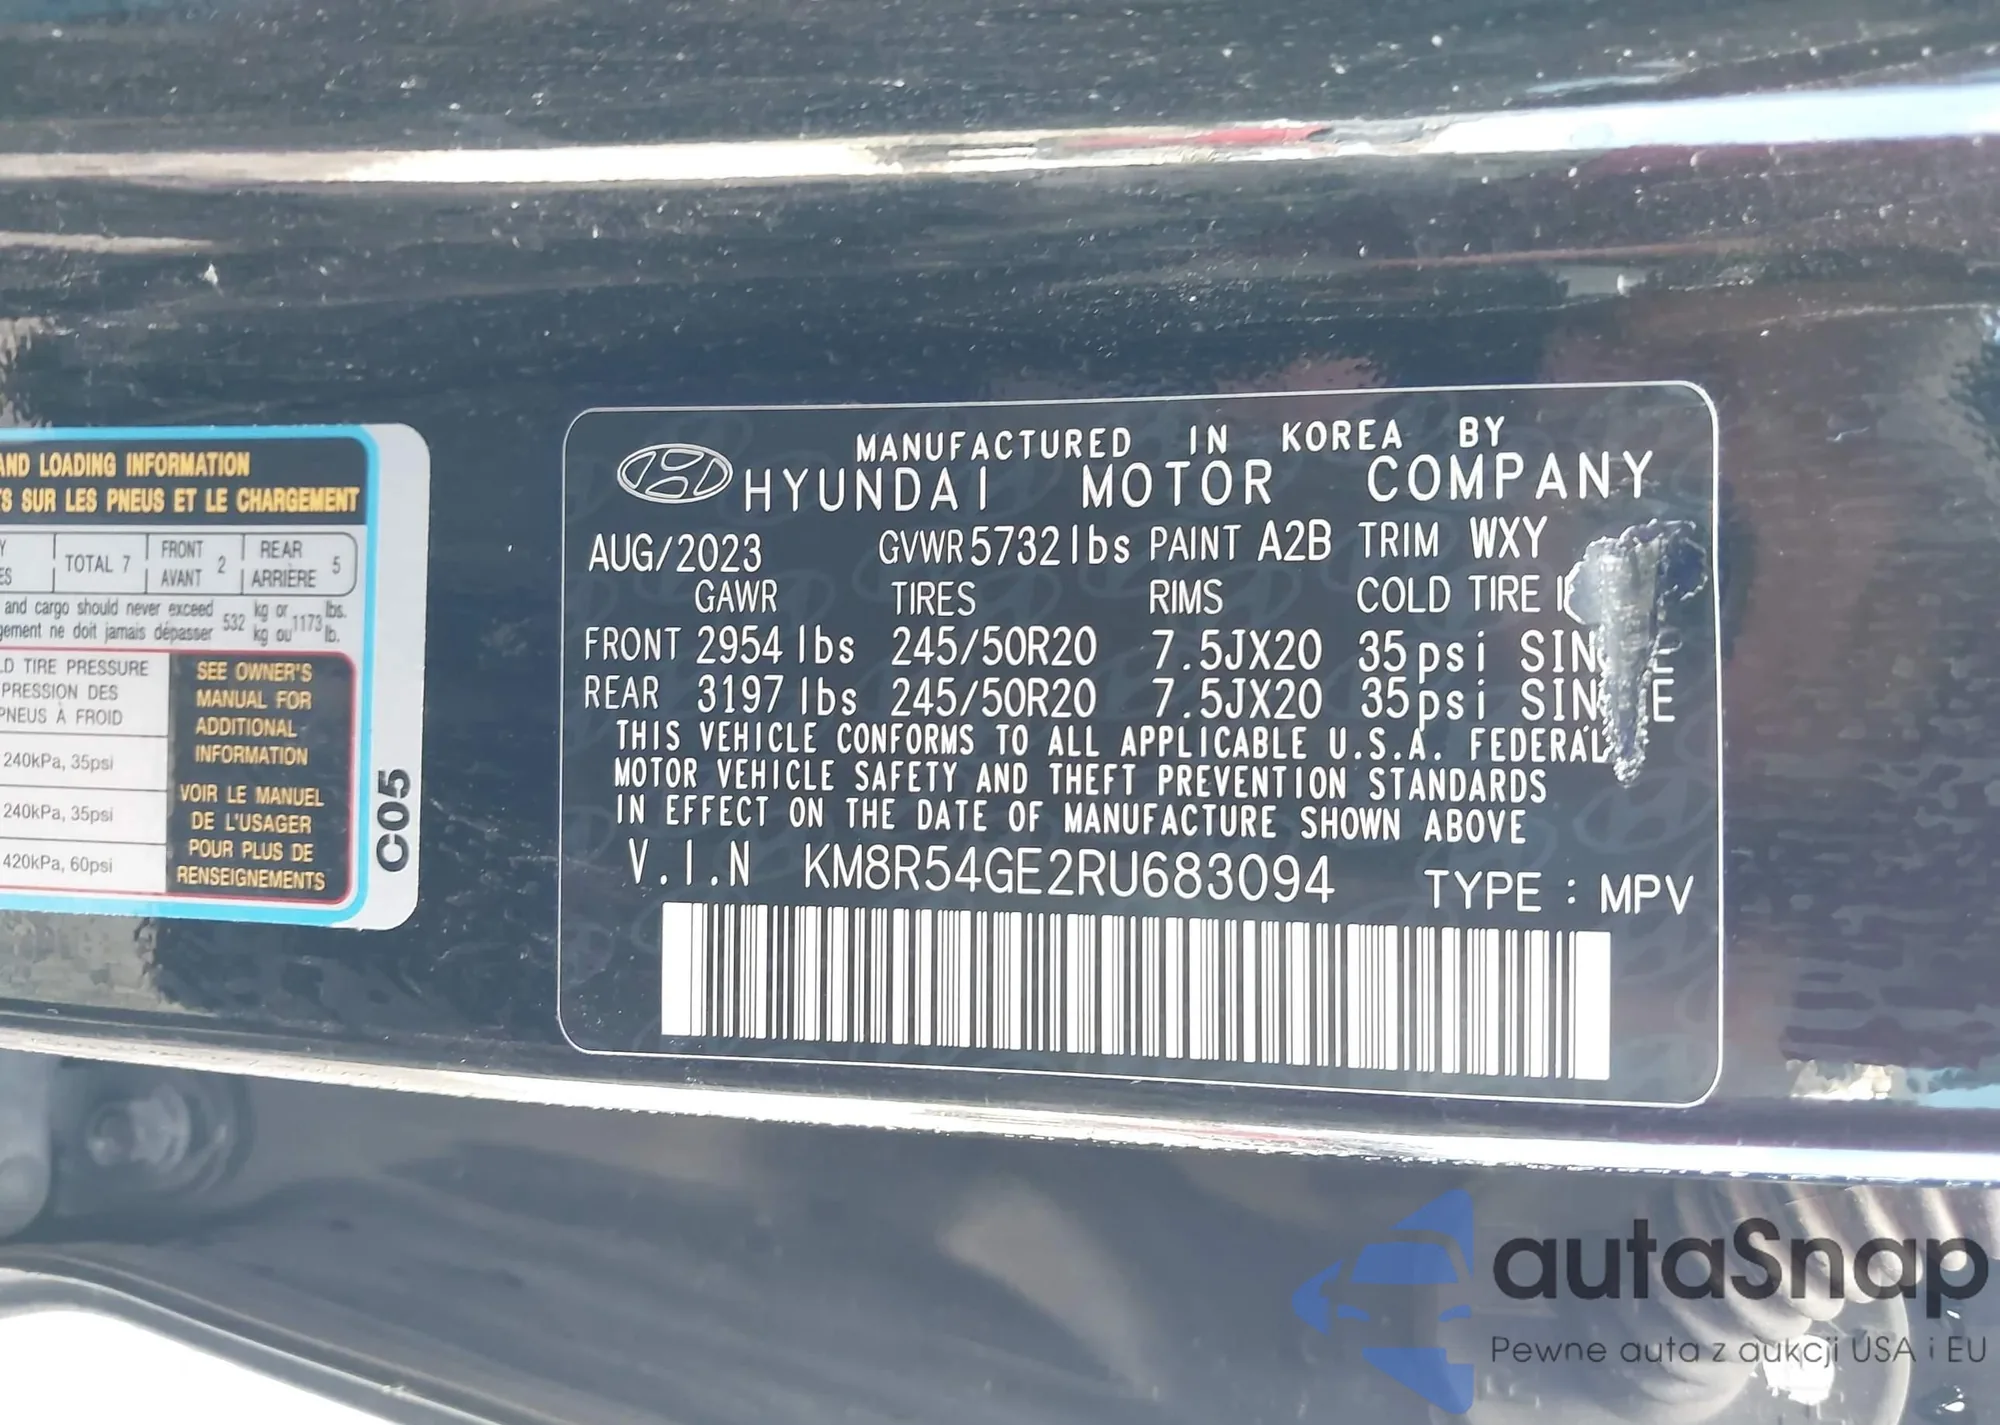 AND LOADING INFORMATION
TS SUR LES PNEUS ET LE CHARGEMENT
TOTAL 7
FRONT
AVANT
2
REAR
ARRIÈRE
5
and cargo should never exceed 532 kg or 1173 lbs.
gement ne doit jamais dépasser kg ou lb.
LD TIRE PRESSURE
PRESSION DES
PNEUS À FROID
240kPa, 35psi
240kPa, 35psi
420kPa, 60psi
SEE OWNER'S
MANUAL FOR
ADDITIONAL
INFORMATION
VOIR LE MANUEL
DE L'USAGER
POUR PLUS DE
RENSEIGNEMENTS
C05
MANUFACTURED IN KOREA BY
HYUNDAI MOTOR COMPANY
AUG/2023 GVWR 5732 lbs PAINT A2B TRIM WXY
GAWR TIRES RIMS COLD TIRE
FRONT 2954 lbs 245/50R20 7.5JX20 35psi
REAR 3197 lbs 245/50R20 7.5JX20 35psi
THIS VEHICLE CONFORMS TO ALL APPLICABLE U.S.A. FEDERAL
MOTOR VEHICLE SAFETY AND THEFT PREVENTION STANDARDS
IN EFFECT ON THE DATE OF MANUFACTURE SHOWN ABOVE
V.I.N KM8R54GE2RU683094 TYPE : MPV
autaSnap
Pewne auta z aukcji USA i EU